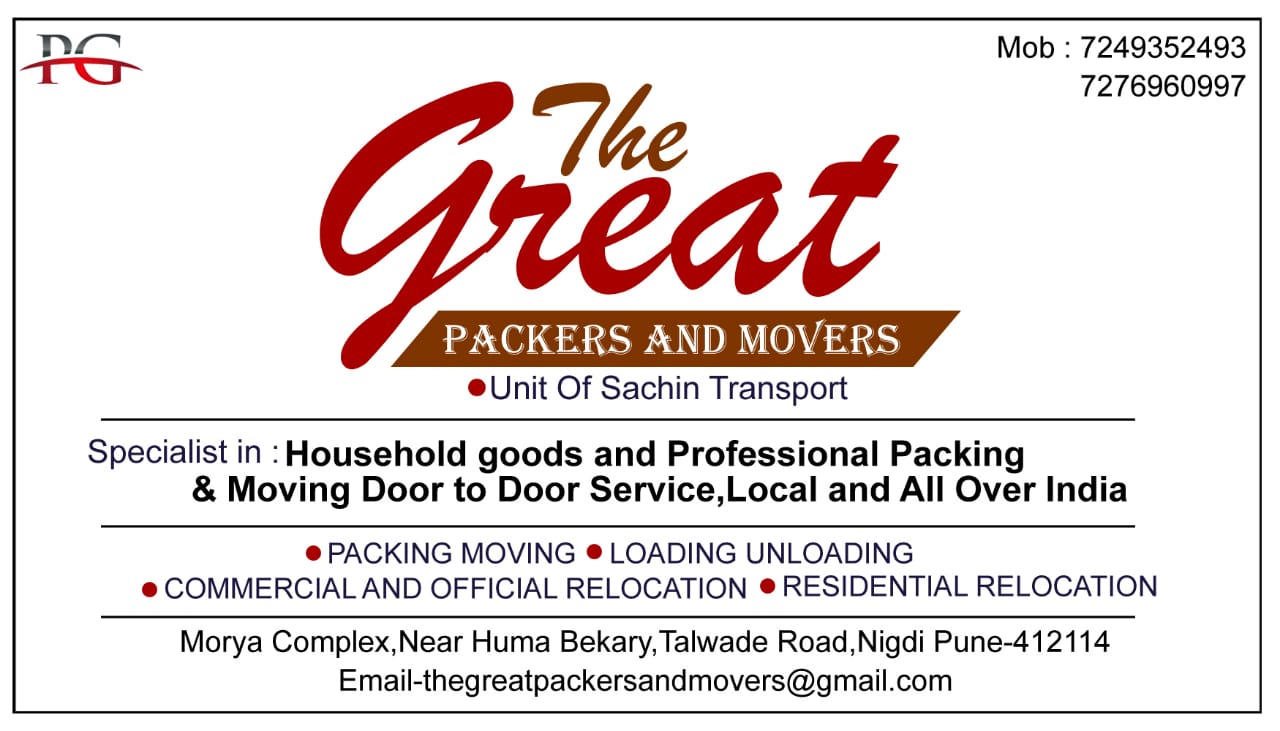 PG
Mob : 7249352493
7276960997
The
Great
PACKERS AND MOVERS
●Unit Of Sachin Transport
Specialist in : Household goods and Professional Packing
& Moving Door to Door Service,Local and All Over India
● PACKING MOVING ● LOADING UNLOADING
● COMMERCIAL AND OFFICIAL RELOCATION ● RESIDENTIAL RELOCATION
Morya Complex,Near Huma Bekary,Talwade Road,Nigdi Pune-412114
Email-thegreatpackersandmovers@gmail.com